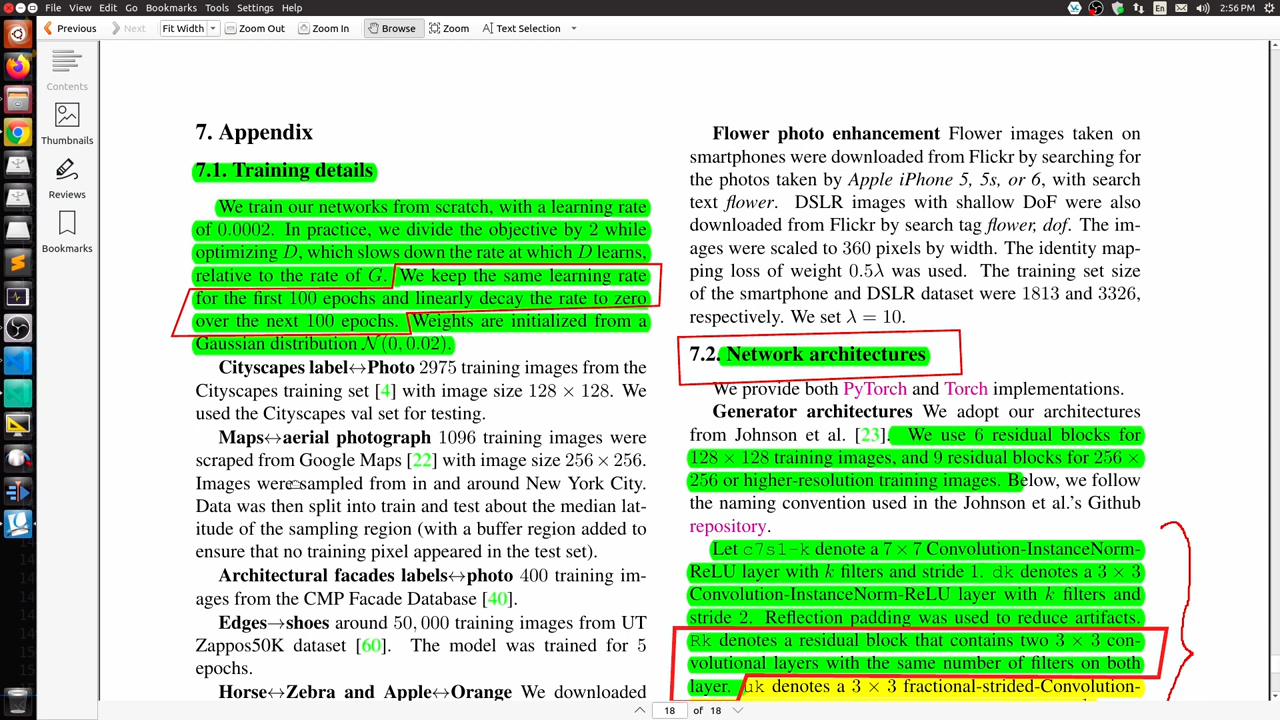 File Edit View Go Bookmarks Tools Settings Help
En 2:56 PM
Previous Next Fit Width Zoom Out Zoom In Browse Zoom Text Selection
Contents
Thumbnails
Reviews
Bookmarks
7. Appendix
7.1. Training details
We train our networks from scratch, with a learning rate
of 0.0002. In practice, we divide the objective by 2 while
optimizing D, which slows down the rate at which D learns,
relative to the rate of G. We keep the same learning rate
for the first 100 epochs and linearly decay the rate to zero
over the next 100 epochs. Weights are initialized from a
Gaussian distribution N(0, 0.02).
Cityscapes label↔Photo 2975 training images from the
Cityscapes training set [4] with image size 128 × 128. We
used the Cityscapes val set for testing.
Maps↔aerial photograph 1096 training images were
scraped from Google Maps [22] with image size 256×256.
Images were sampled from in and around New York City.
Data was then split into train and test about the median lat-
itude of the sampling region (with a buffer region added to
ensure that no training pixel appeared in the test set).
Architectural facades labels↔photo 400 training im-
ages from the CMP Facade Database [40].
Edges→shoes around 50,000 training images from UT
Zappos50K dataset [60]. The model was trained for 5
epochs.
Horse↔Zebra and Apple↔Orange We downloaded
Flower photo enhancement Flower images taken on
smartphones were downloaded from Flickr by searching for
the photos taken by Apple iPhone 5, 5s, or 6, with search
text flower. DSLR images with shallow DoF were also
downloaded from Flickr by search tag flower, dof. The im-
ages were scaled to 360 pixels by width. The identity map-
ping loss of weight 0.5λ was used. The training set size
of the smartphone and DSLR dataset were 1813 and 3326,
respectively. We set λ = 10.
7.2. Network architectures
We provide both PyTorch and Torch implementations.
Generator architectures We adopt our architectures
from Johnson et al. [23]. We use 6 residual blocks for
128 × 128 training images, and 9 residual blocks for 256 ×
256 or higher-resolution training images. Below, we follow
the naming convention used in the Johnson et al.'s Github
repository.
Let c7s1-k denote a 7 × 7 Convolution-InstanceNorm-
ReLU layer with k filters and stride 1. dk denotes a 3 × 3
Convolution-InstanceNorm-ReLU layer with k filters and
stride 2. Reflection padding was used to reduce artifacts.
Rk denotes a residual block that contains two 3 × 3 con-
volutional layers with the same number of filters on both
layer. uk denotes a 3 × 3 fractional-strided-Convolution-
18 of 18